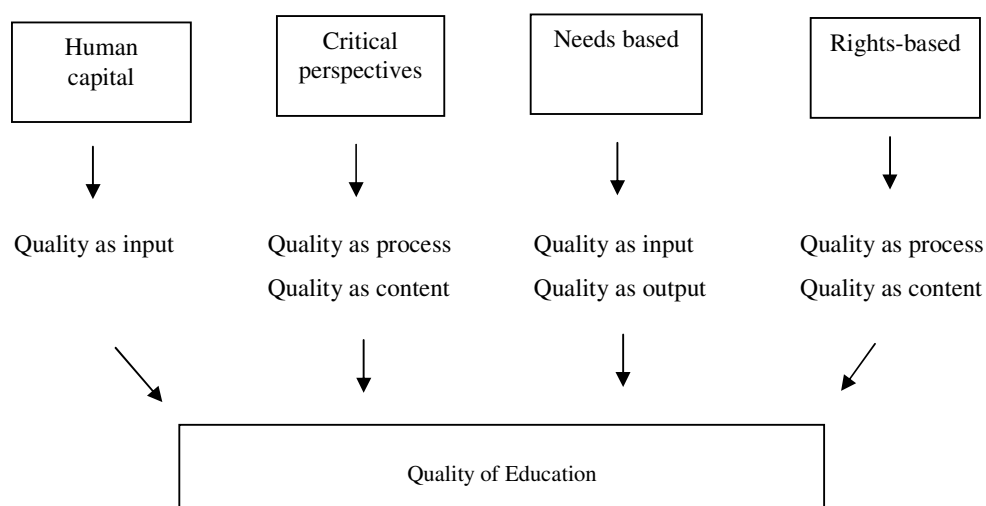 Human
capital
Critical
perspectives
Needs based
Rights-based
Quality as input
Quality as process
Quality as input
Quality as process
Quality as content
Quality as output
Quality as content
Quality of Education